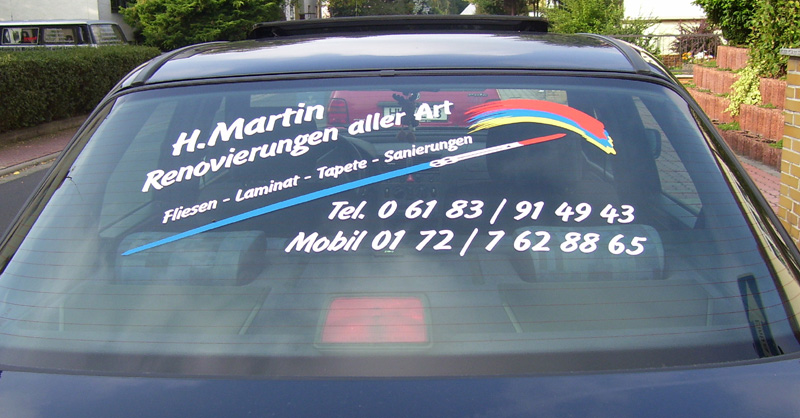 H.Martin
Renovierungen aller Art
Fliesen - Laminat - Tapete - Sanierungen
Tel. 0 61 83 / 91 49 43
Mobil 01 72 / 7 62 88 65